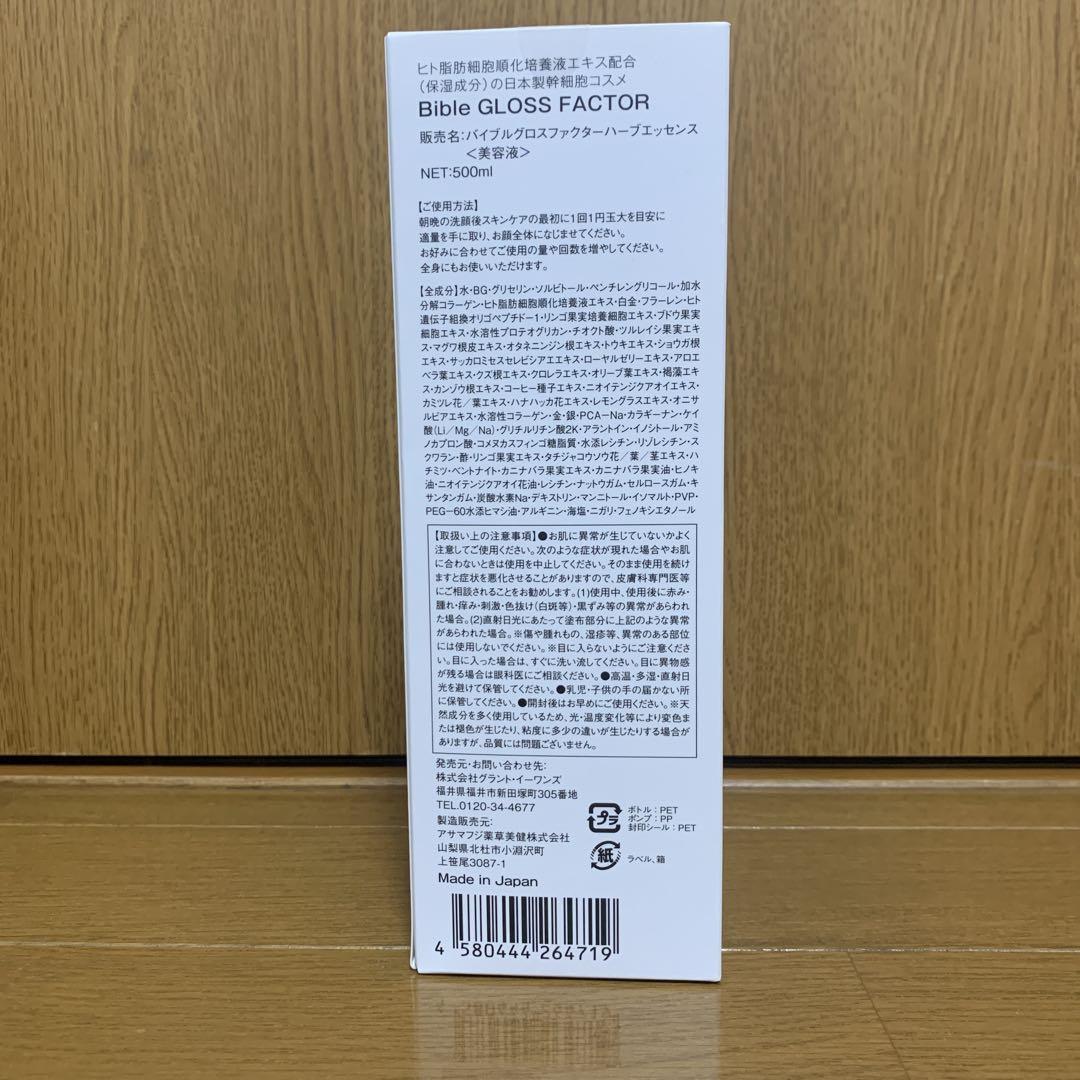 ヒト脂肪細胞順化培養液エキス配合
(保湿成分)の日本製幹細胞コスメ
Bible GLOSS FACTOR
販売名:バイブルグロスファクターハーブエッセンス
<美容液>
NET:500ml
【ご使用方法】
朝晩の洗顔後スキンケアの最初に1回1円玉大を目安に
適量を手に取り、お顔全体になじませてください。
お好みに合わせてご使用の量や回数を増やしてください。
全身にもお使いいただけます。
【全成分】水・BG・グリセリン・ソルビトール・ペンチレングリコール・加水
分解コラーゲン・ヒト脂肪細胞順化培養液エキス・白金・フラーレン・ヒト
遺伝子組換オリゴペプチド-1・リンゴ果実培養細胞エキス・ブドウ果実
細胞エキス・水溶性プロテオグリカン・チオクト酸・ツルレイシ果実エキ
ス・マグワ根皮エキス・オタネニンジン根エキス・トウキエキス・ショウガ根
エキス・サッカロミセスセレビシアエエキス・ローヤルゼリーエキス・アロエ
ベラ葉エキス・クズ根エキス・クロレラエキス・オリーブ葉エキス・褐藻エキ
ス・カンゾウ根エキス・コーヒー種子エキス・ニオイテンジクアオイエキス・
カミツレ花/葉エキス・ハナハッカ花エキス・レモングラスエキス・オニサ
ルビアエキス・水溶性コラーゲン・金・銀・PCA-Na・カラギーナン・ケイ
酸(Li/Mg/Na)・グリチルリチン酸2K・アラントイン・イノシトール・アミ
ノカプロン酸・コメヌカスフィンゴ糖脂質・水添レシチン・リゾレシチン・ス
クワラン・酢・リンゴ果実エキス・タチジャコウソウ花/葉/茎エキス・ハ
チミツ・ベントナイト・カニナバラ果実エキス・カニナバラ果実油・ヒノキ
油・ニオイテンジクアオイ花油・レシチン・ナットウガム・セルロースガム・キ
サンタンガム・炭酸水素Na・デキストリン・マンニトール・イソマルト・PVP・
PEG-60水添ヒマシ油・アルギニン・海塩・ニガリ・フェノキシエタノール
【取扱い上の注意事項】●お肌に異常が生じていないかよく
注意してご使用ください。次のような症状が現れた場合やお肌
に合わないときは使用を中止してください。そのまま使用を続け
ますと症状を悪化させることがありますので、皮膚科専門医等
にご相談されることをお勧めします。(1)使用中、使用後に赤み・
腫れ・痒み・刺激・色抜け(白斑等)・黒ずみ等の異常があらわれ
た場合。(2)直射日光にあたって塗布部分に上記のような異常
があらわれた場合。※傷や腫れもの、湿疹等、異常のある部位
には使用しないでください。※目に入らないようにご注意くださ
い。目に入った場合は、すぐに洗い流してください。目に異物感
が残る場合は眼科医にご相談ください。●高温・多湿・直射日
光を避けて保管してください。●乳児・子供の手の届かない所
に保管してください。●開封後はお早めにご使用ください。※天
然成分を多く使用しているため、光・温度変化等により変色ま
たは褪色が生じたり、粘度に多少の違いが生じたりする場合が
ありますが、品質には問題ございません。
発売元・お問い合わせ先:
株式会社グラント・イーワンズ
福井県福井市新田塚町305番地
TEL.0120-34-4677
製造販売元:
アサマフジ薬草美健株式会社
山梨県北杜市小淵沢町
上笹尾3087-1
Made in Japan
プラ
ボトル:PET
ポンプ:PP
封印シール:PET
紙
ラベル、箱
4 580444 264719